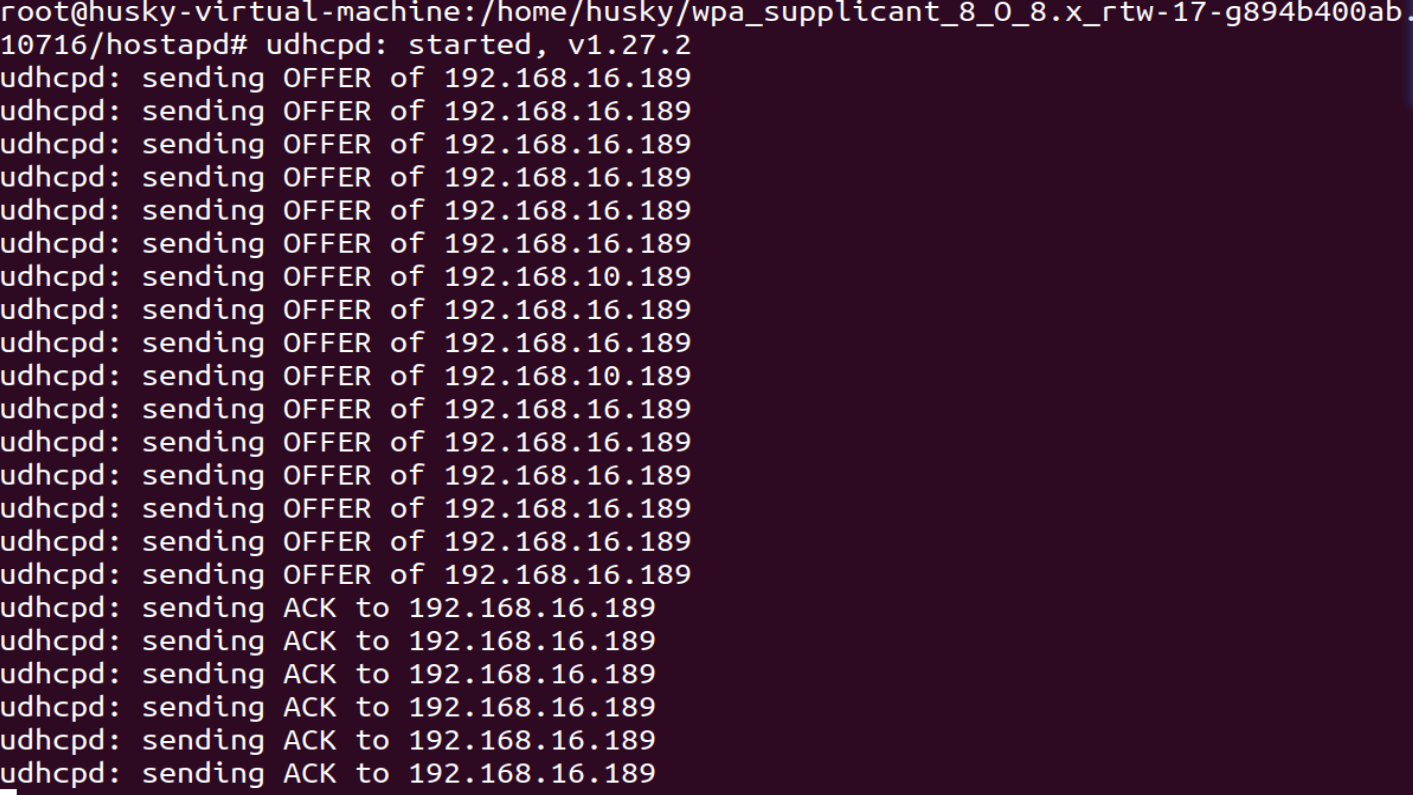 root@husky-virtual-machine:/home/husky/wpa_supplicant_8_O_8.x_rtw-17-g894b400ab.
10716/hostapd# udhcpd: started, v1.27.2
udhcpd: sending OFFER of 192.168.16.189
udhcpd: sending OFFER of 192.168.16.189
udhcpd: sending OFFER of 192.168.16.189
udhcpd: sending OFFER of 192.168.16.189
udhcpd: sending OFFER of 192.168.16.189
udhcpd: sending OFFER of 192.168.16.189
udhcpd: sending OFFER of 192.168.10.189
udhcpd: sending OFFER of 192.168.16.189
udhcpd: sending OFFER of 192.168.16.189
udhcpd: sending OFFER of 192.168.10.189
udhcpd: sending OFFER of 192.168.16.189
udhcpd: sending OFFER of 192.168.16.189
udhcpd: sending OFFER of 192.168.16.189
udhcpd: sending OFFER of 192.168.16.189
udhcpd: sending OFFER of 192.168.16.189
udhcpd: sending OFFER of 192.168.16.189
udhcpd: sending ACK to 192.168.16.189
udhcpd: sending ACK to 192.168.16.189
udhcpd: sending ACK to 192.168.16.189
udhcpd: sending ACK to 192.168.16.189
udhcpd: sending ACK to 192.168.16.189
udhcpd: sending ACK to 192.168.16.189